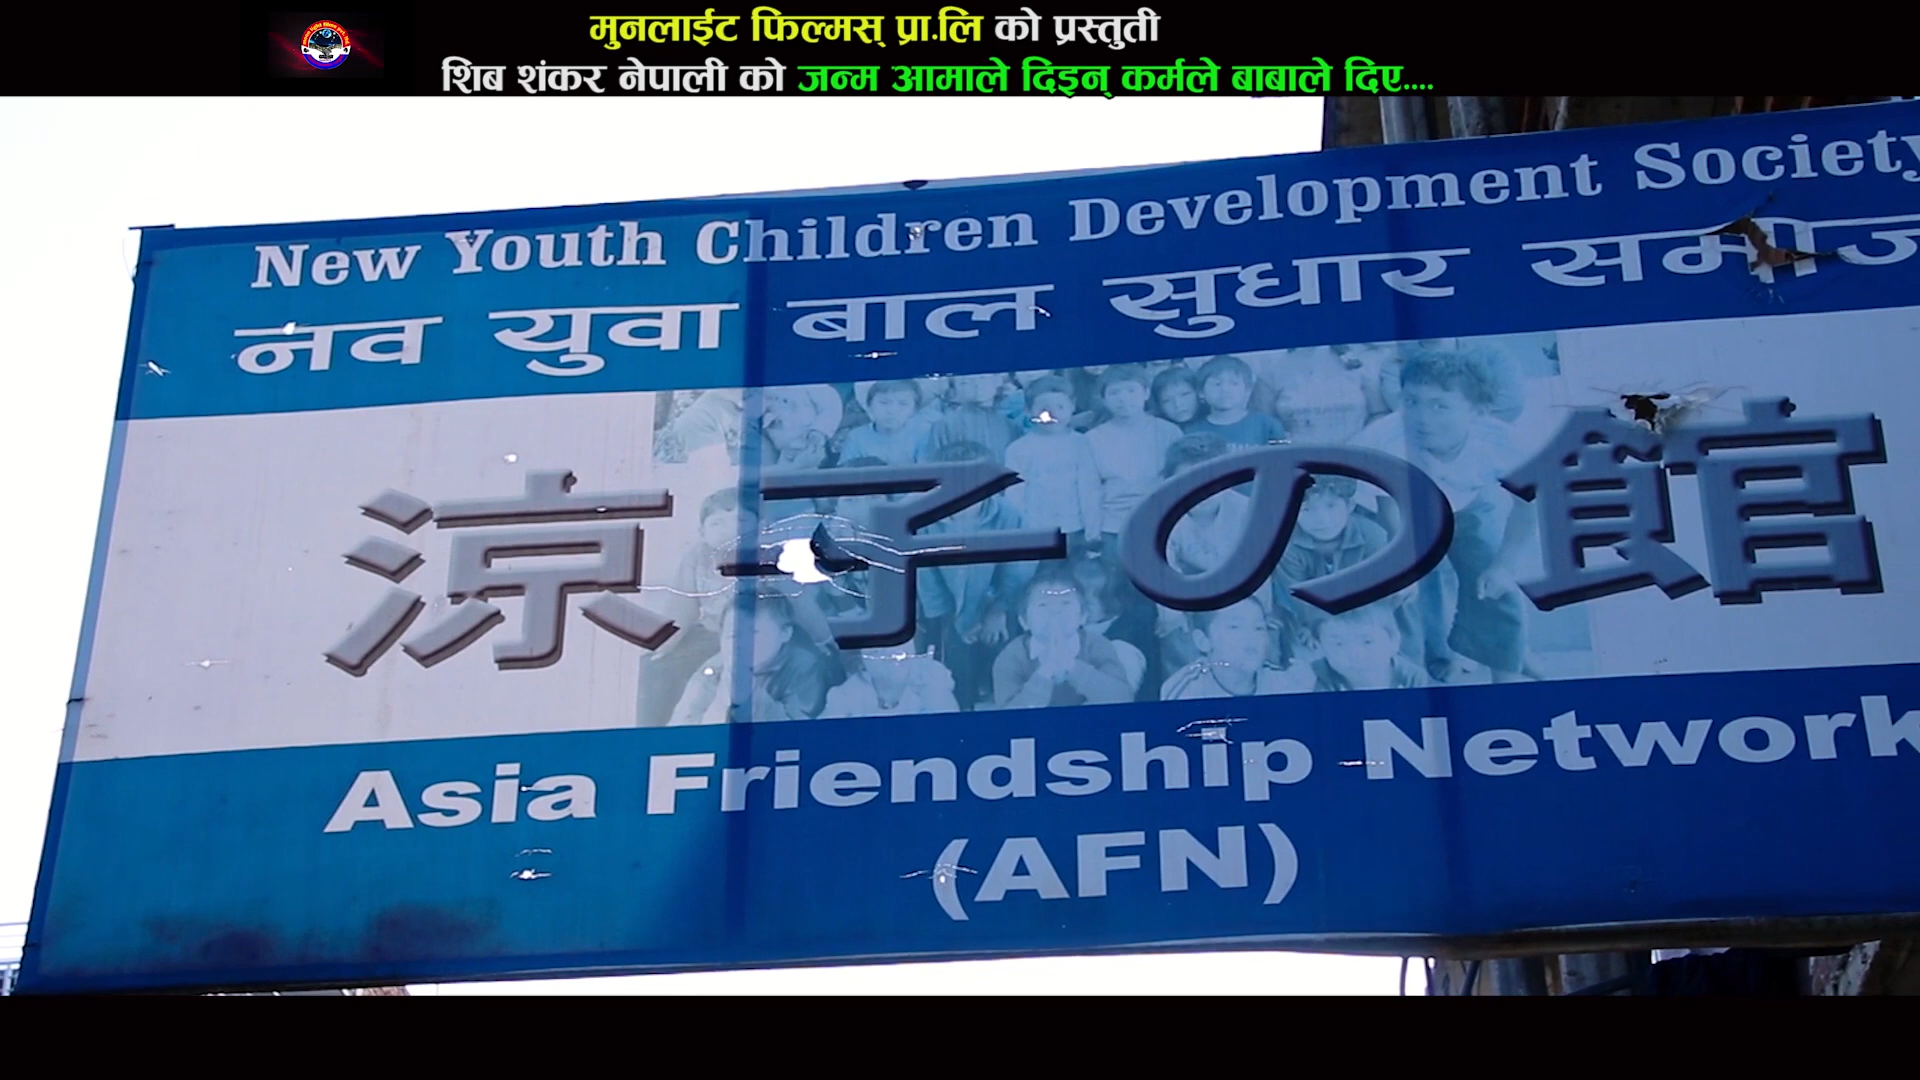 मुनलाईट फिल्मस् प्रा.लि को प्रस्तुती
शिब शंकर नेपाली को जन्म आमाले दिइन् कर्मले बाबाले दिए....
New Youth Children Development Society
नव युवा बाल सुधार समाज
涼子の館
Asia Friendship Network
(AFN)